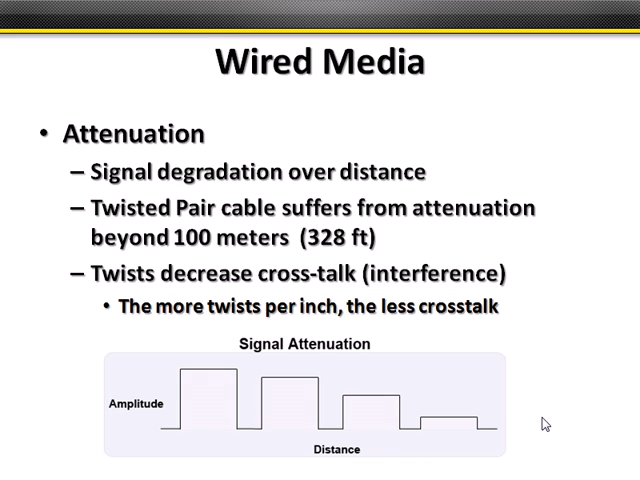 Wired Media
• Attenuation
– Signal degradation over distance
– Twisted Pair cable suffers from attenuation
beyond 100 meters (328 ft)
– Twists decrease cross-talk (interference)
• The more twists per inch, the less crosstalk
Signal Attenuation
Amplitude
Distance